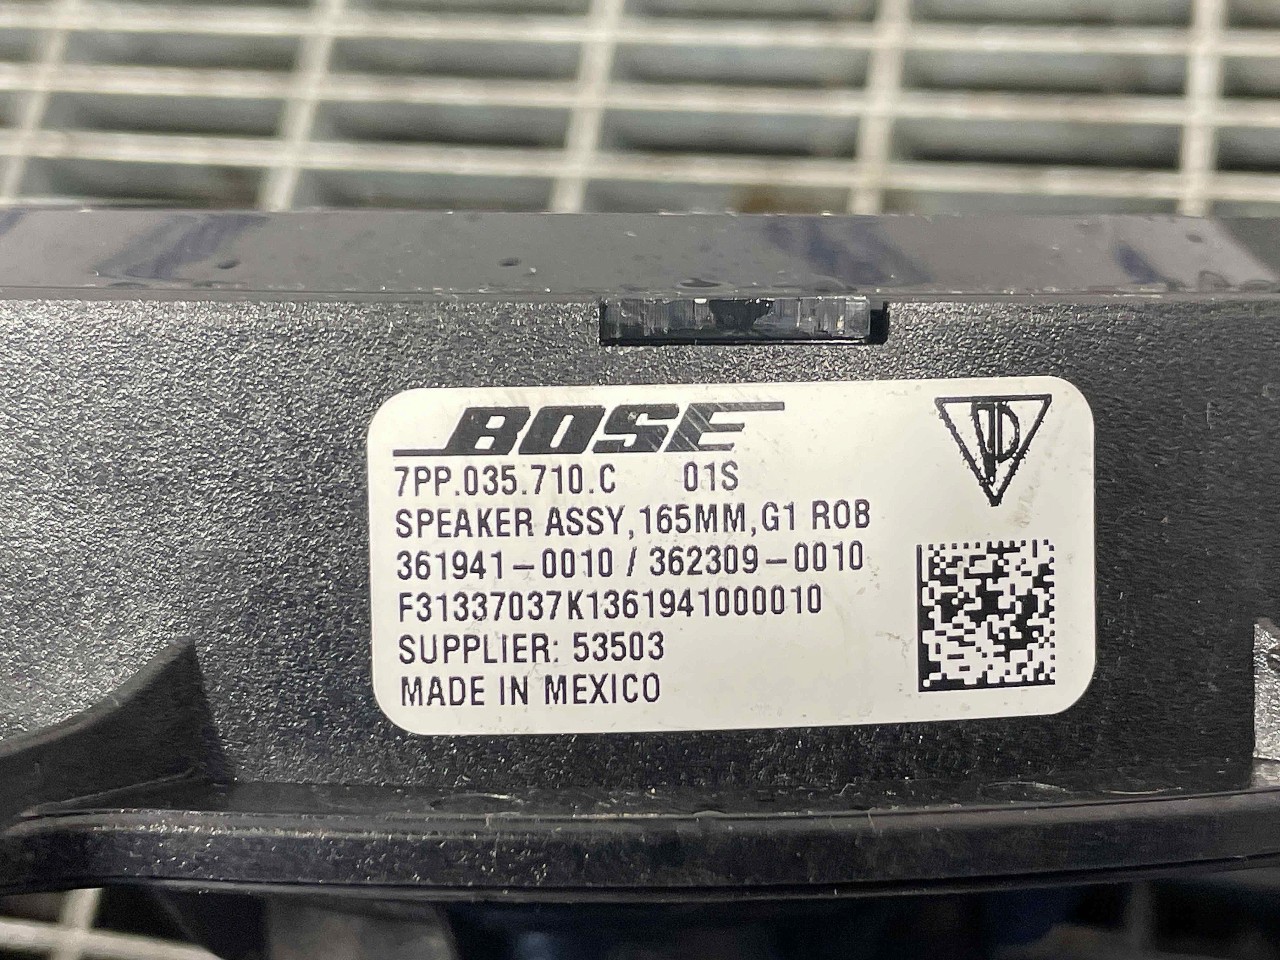 BOSE
7PP.035.710.C 01S
SPEAKER ASSY,165MM,G1 ROB
361941-0010 / 362309-0010
F31337037K1361941000010
SUPPLIER: 53503
MADE IN MEXICO